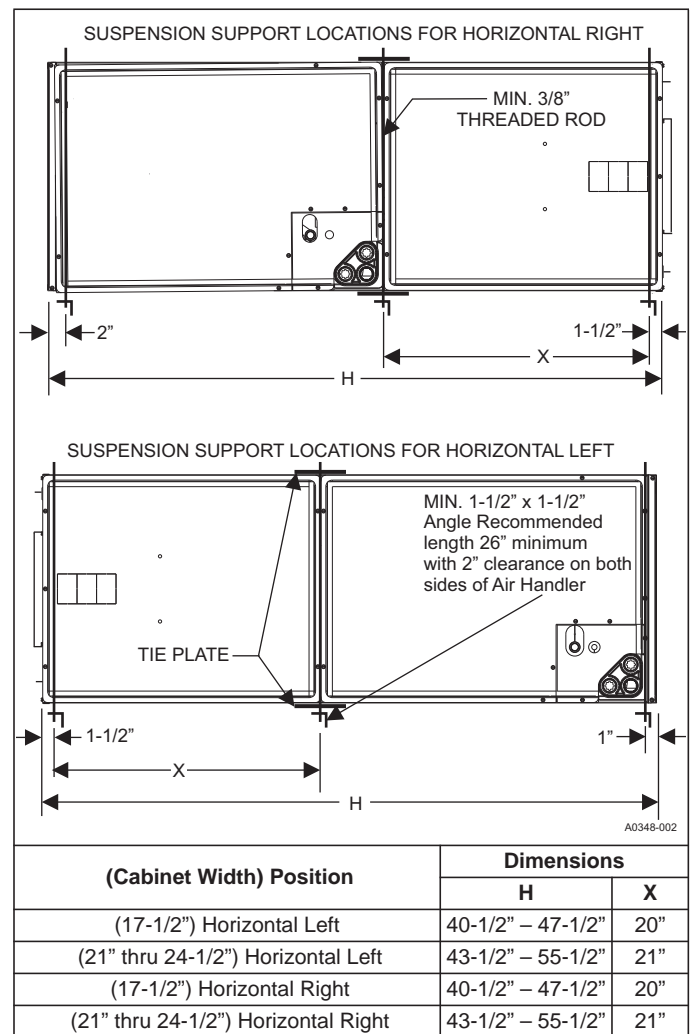 SUSPENSION SUPPORT LOCATIONS FOR HORIZONTAL RIGHT
MIN. 3/8”
THREADED ROD
2”
1-1/2”
X
H
SUSPENSION SUPPORT LOCATIONS FOR HORIZONTAL LEFT
MIN. 1-1/2” x 1-1/2”
Angle Recommended
length 26” minimum
with 2” clearance on both
sides of Air Handler
TIE PLATE
1-1/2”
1”
X
H
A0348-002
(Cabinet Width) Position
Dimensions
H X
(17-1/2”) Horizontal Left 40-1/2” – 47-1/2” 20”
(21” thru 24-1/2”) Horizontal Left 43-1/2” – 55-1/2” 21”
(17-1/2”) Horizontal Right 40-1/2” – 47-1/2” 20”
(21” thru 24-1/2”) Horizontal Right 43-1/2” – 55-1/2” 21”